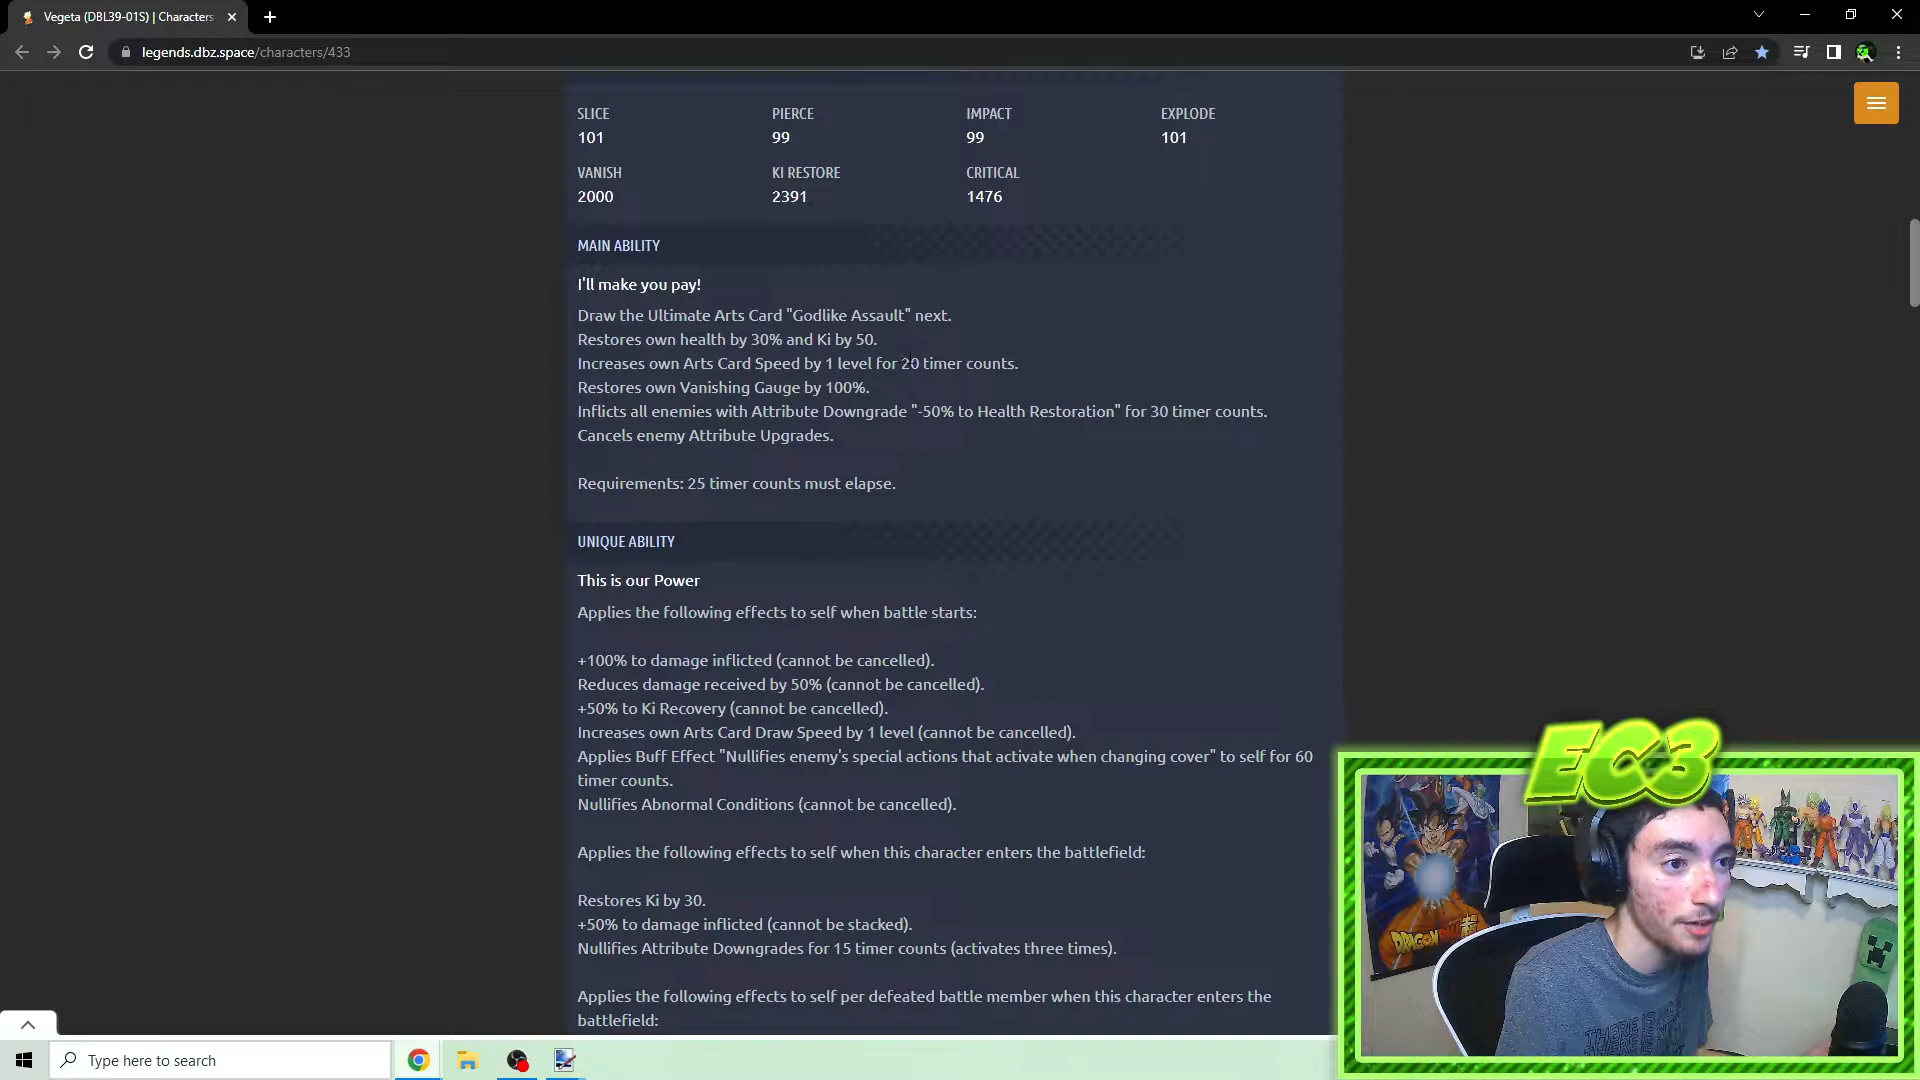 Vegeta (DBL39-01S) | Characters
legends.dbz.space/characters/433
SLICE PIERCE IMPACT EXPLODE
101 99 99 101
VANISH KI RESTORE CRITICAL
2000 2391 1476
MAIN ABILITY
I'll make you pay!
Draw the Ultimate Arts Card "Godlike Assault" next.
Restores own health by 30% and Ki by 50.
Increases own Arts Card Speed by 1 level for 20 timer counts.
Restores own Vanishing Gauge by 100%.
Inflicts all enemies with Attribute Downgrade "-50% to Health Restoration" for 30 timer counts.
Cancels enemy Attribute Upgrades.
Requirements: 25 timer counts must elapse.
UNIQUE ABILITY
This is our Power
Applies the following effects to self when battle starts:
+100% to damage inflicted (cannot be cancelled).
Reduces damage received by 50% (cannot be cancelled).
+50% to Ki Recovery (cannot be cancelled).
Increases own Arts Card Draw Speed by 1 level (cannot be cancelled).
Applies Buff Effect "Nullifies enemy's special actions that activate when changing cover" to self for 60
timer counts.
Nullifies Abnormal Conditions (cannot be cancelled).
Applies the following effects to self when this character enters the battlefield:
Restores Ki by 30.
+50% to damage inflicted (cannot be stacked).
Nullifies Attribute Downgrades for 15 timer counts (activates three times).
Applies the following effects to self per defeated battle member when this character enters the
battlefield:
EC3
DRAGON BALL
THERE IS
Type here to search